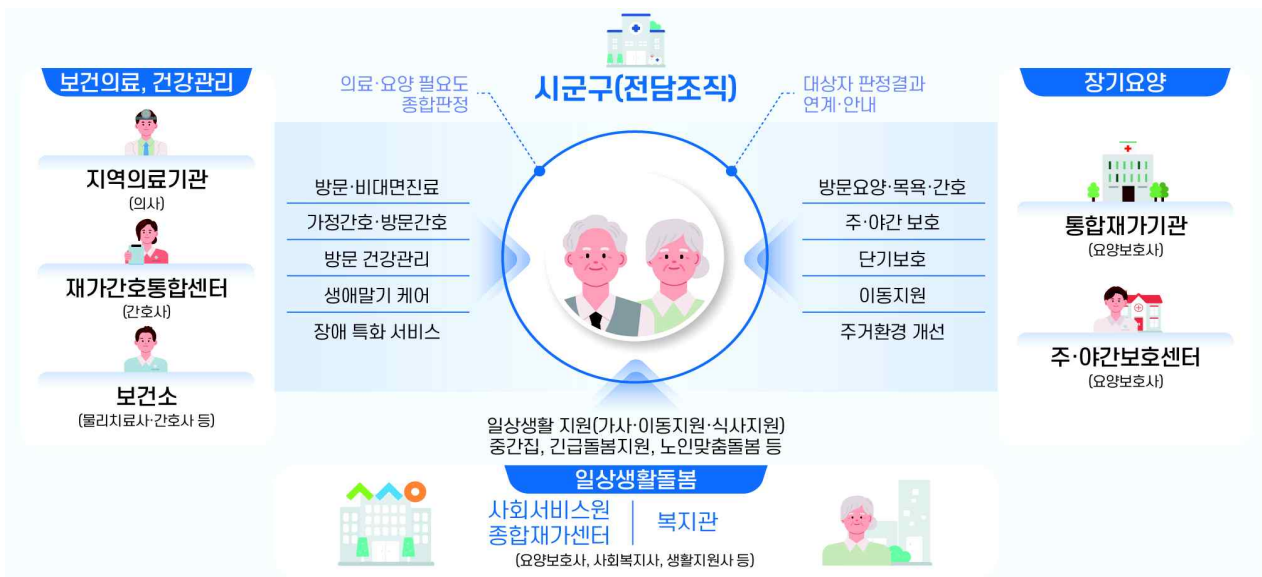 시군구(전담조직)
의료·요양 필요도
종합판정
대상자 판정결과
연계·안내
보건의료, 건강관리
지역의료기관
(의사)
재가간호통합센터
(간호사)
보건소
(물리치료사·간호사 등)
방문·비대면진료
가정간호·방문간호
방문 건강관리
생애말기 케어
장애 특화 서비스
방문요양·목욕·간호
주·야간 보호
단기보호
이동지원
주거환경 개선
장기요양
통합재가기관
(요양보호사)
주·야간보호센터
(요양보호사)
일상생활 지원(가사·이동지원·식사지원)
중간집, 긴급돌봄지원, 노인맞춤돌봄 등
일상생활돌봄
사회서비스원
종합재가센터
복지관
(요양보호사, 사회복지사, 생활지원사 등)